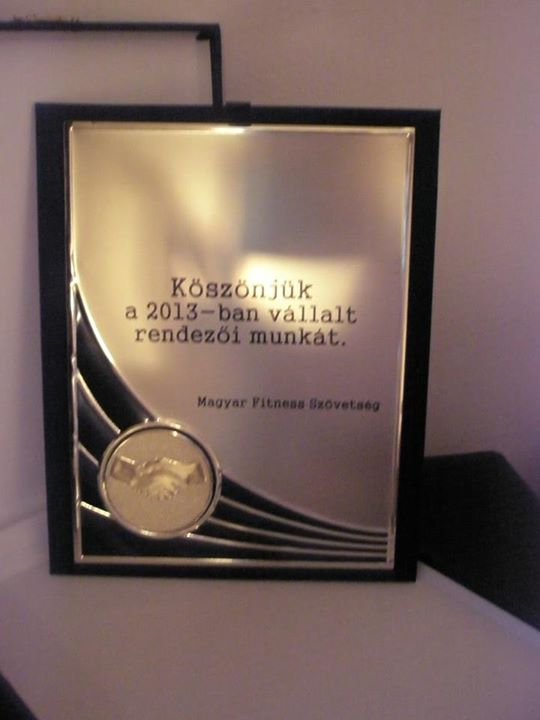 Köszönjük
a 2013-ban vállalt
rendezői munkát.
Magyar Fitness Szövetség